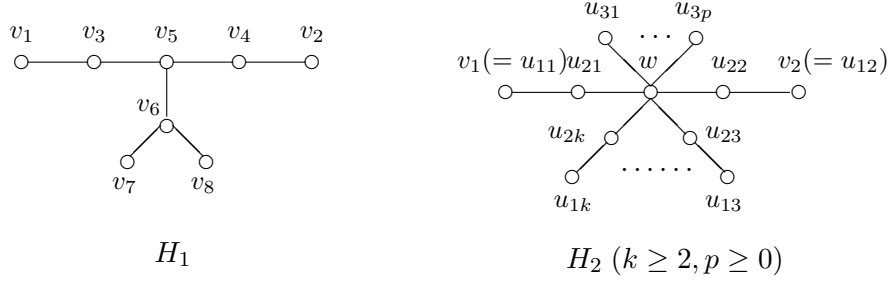 u₃₁ u₃ₚ
···
v₁ v₃ v₅ v₄ v₂
v₁(= u₁₁)u₂₁ w u₂₂ v₂(= u₁₂)
v₆
u₂ₖ u₂₃
v₇ v₈
······
u₁ₖ u₁₃
H₁
H₂ (k ≥ 2, p ≥ 0)